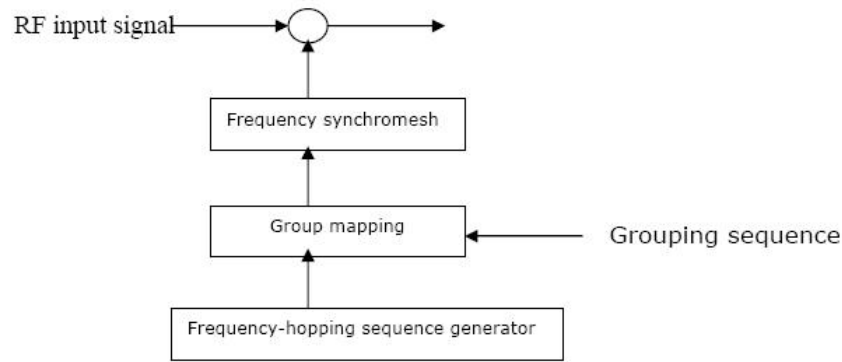 RF input signal
Frequency synchromesh
Group mapping
Grouping sequence
Frequency-hopping sequence generator